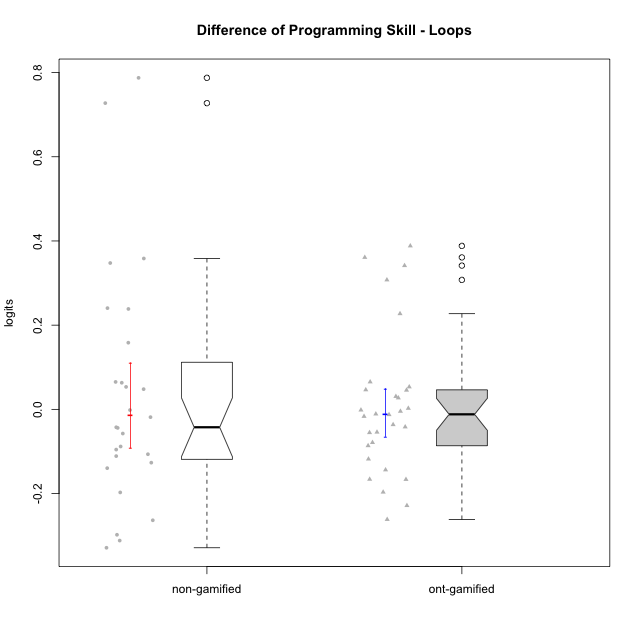 Difference of Programming Skill - Loops
logits
0.8
0.6
0.4
0.2
0.0
-0.2
non-gamified
ont-gamified